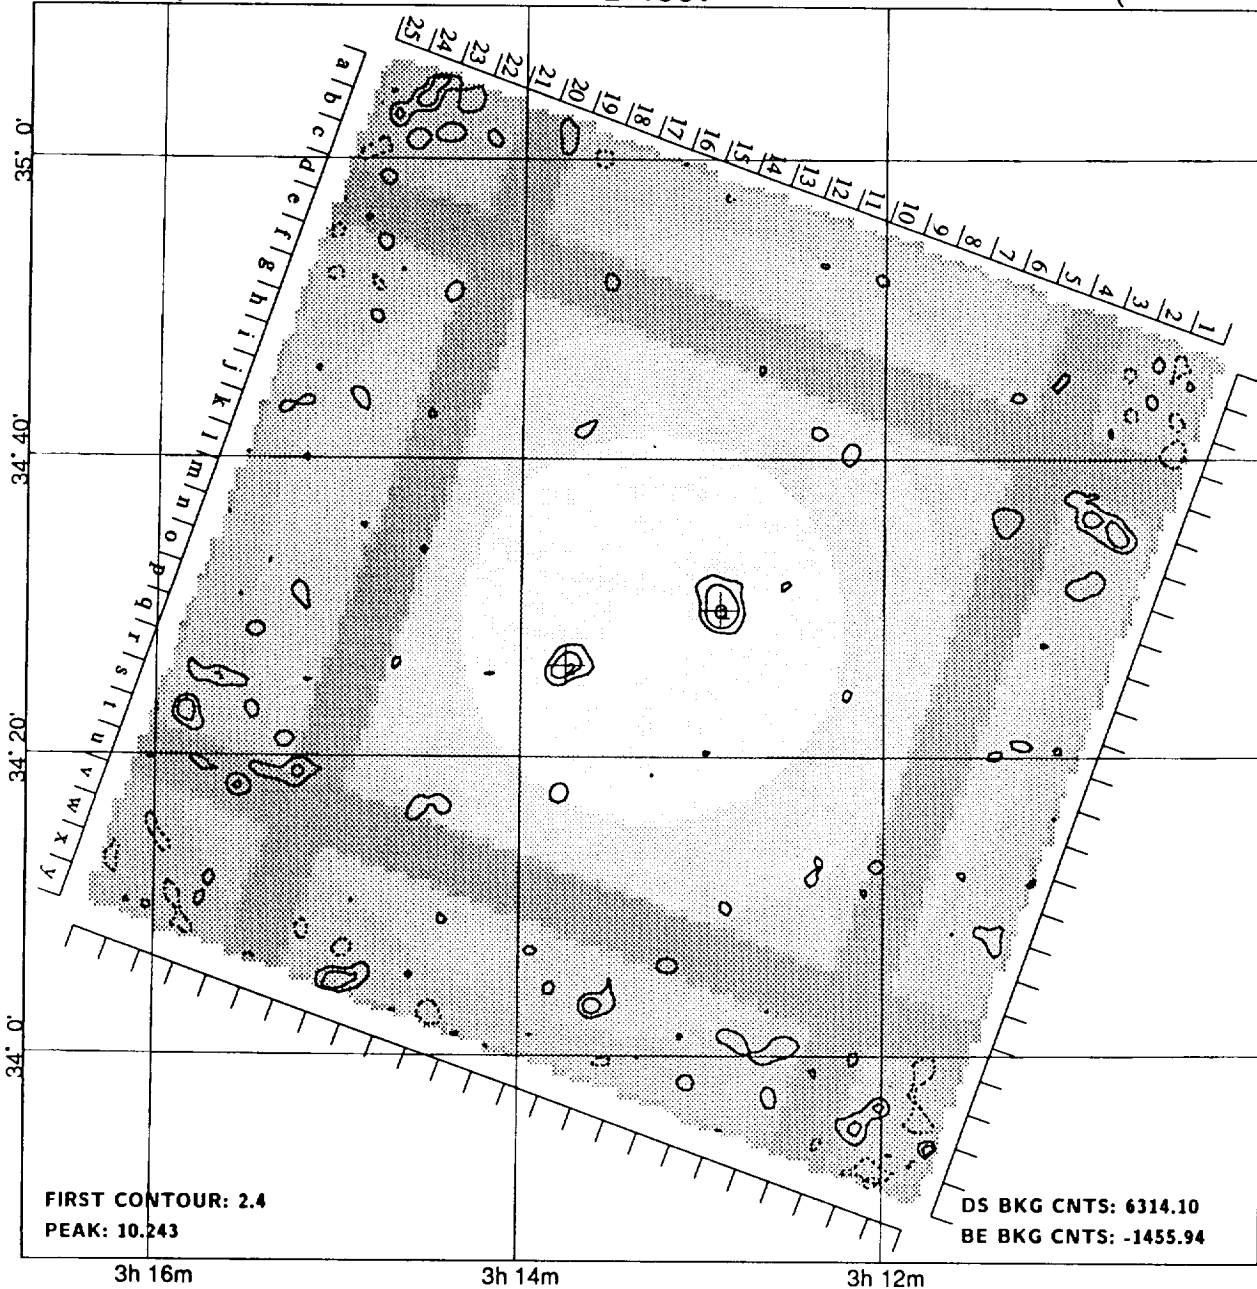 25 24 23 22 21 20 19 18 17 16 15 14 13 12 11 10 9 8 7 6 5 4 3 2 1
a b c d e f g h i j k l m n o p q r s t u v w x y
35° 0'
34° 40'
34° 20'
34° 0'
FIRST CONTOUR: 2.4
PEAK: 10.243
DS BKG CNTS: 6314.10
BE BKG CNTS: -1455.94
3h 16m 3h 14m 3h 12m